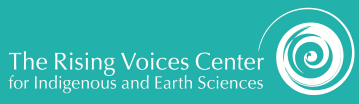 The Rising Voices Center
for Indigenous and Earth Sciences